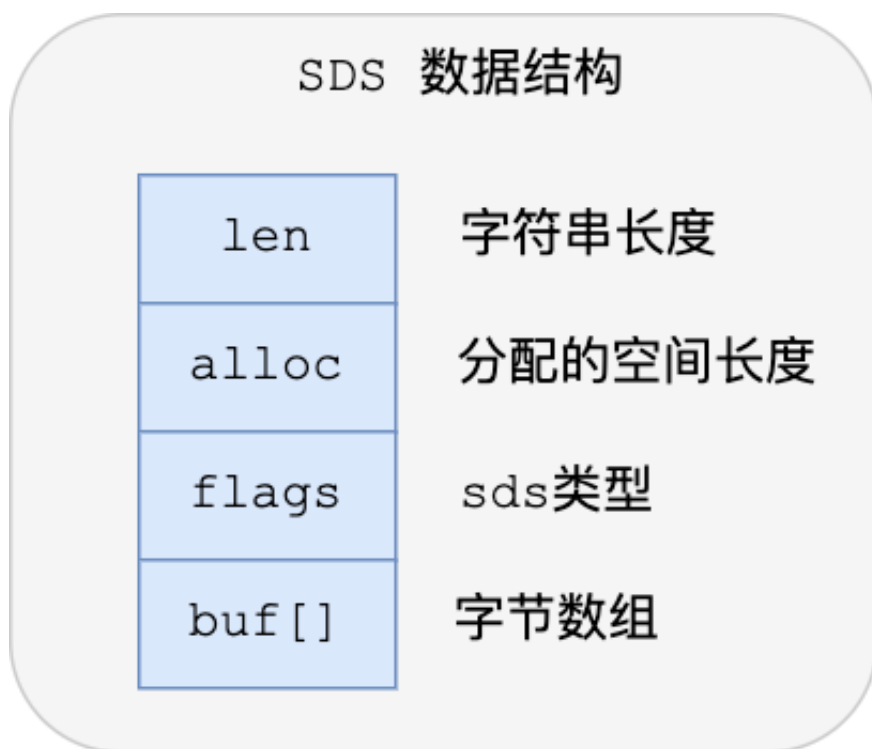 SDS 数据结构
len 字符串长度
alloc 分配的空间长度
flags sds类型
buf[] 字节数组